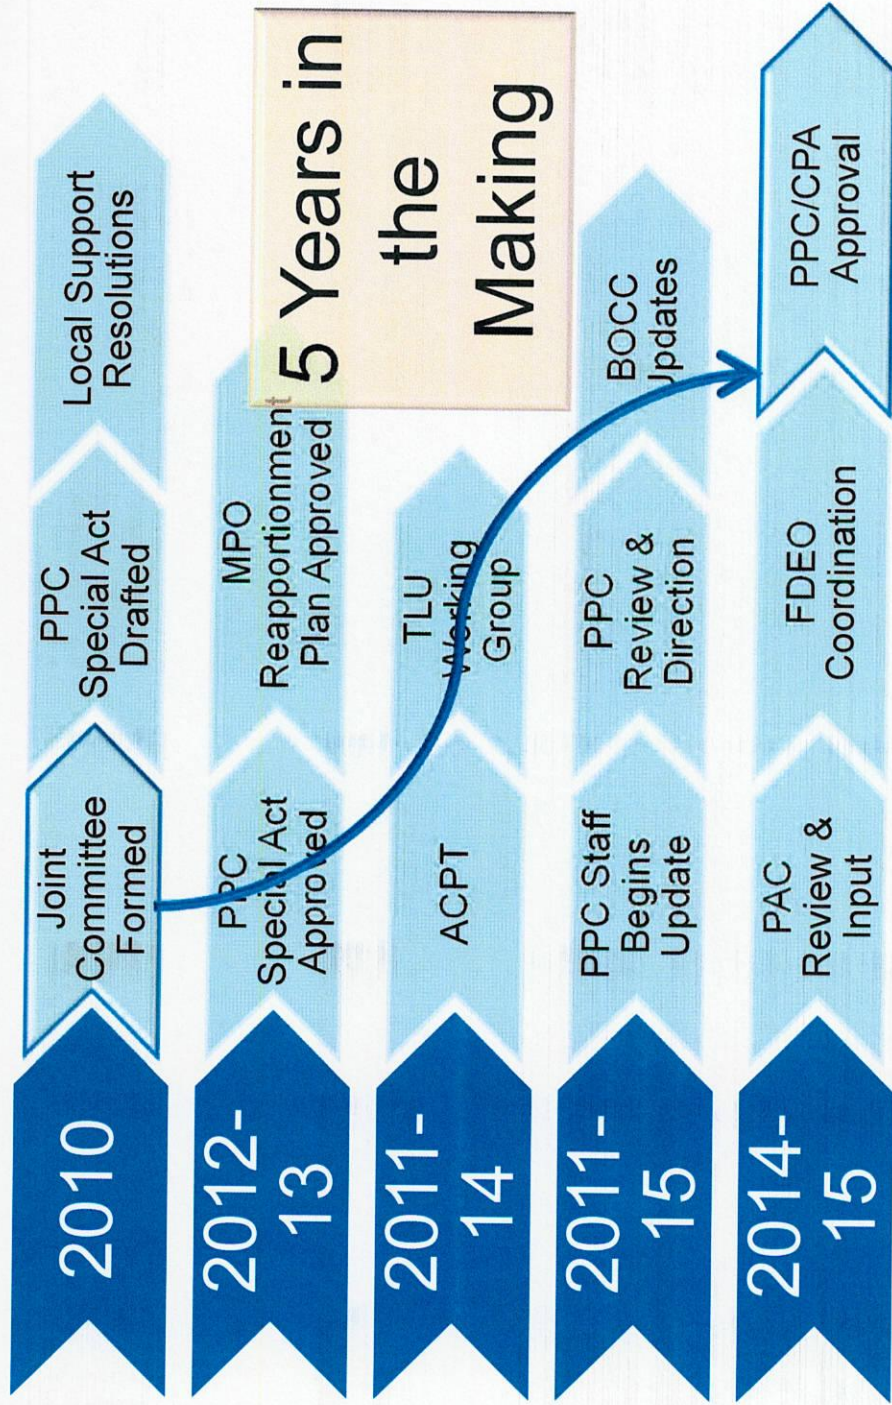 2010
Joint
Committee
Formed
PPC
Special Act
Drafted
Local Support
Resolutions
2012-
13
PPC
Special Act
Approved
MPO
Reapportionment
Plan Approved
5 Years in
the
Making
2011-
14
ACPT
TLU
Working
Group
2011-
15
PPC Staff
Begins
Update
PPC
Review &
Direction
BOCC
Updates
2014-
15
PAC
Review &
Input
FDEO
Coordination
PPC/CPA
Approval